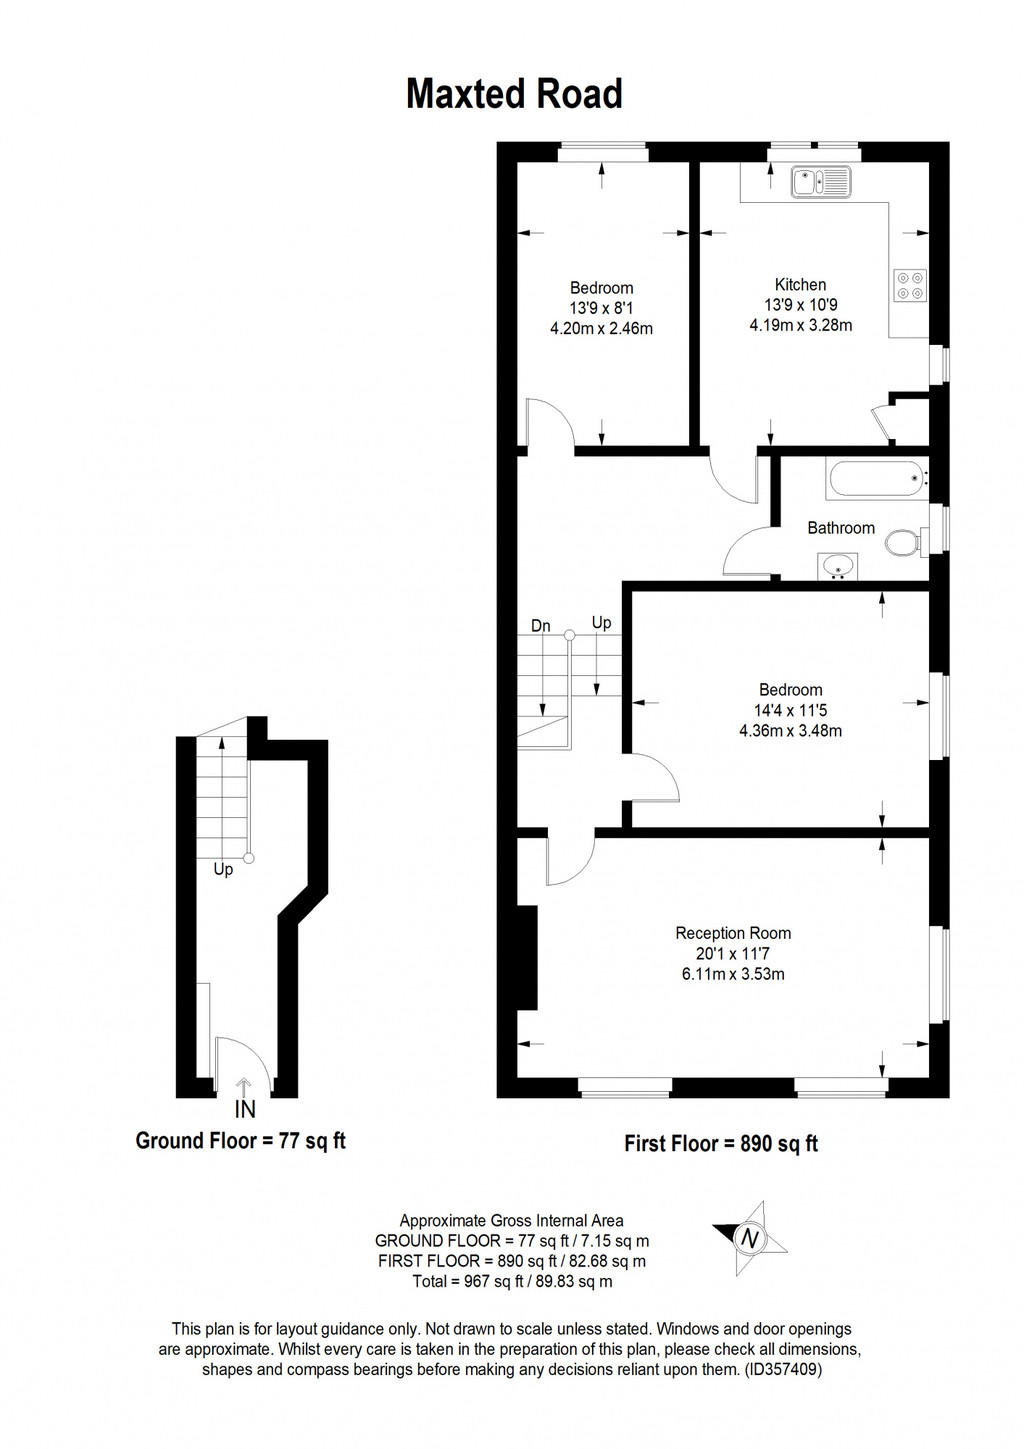 Maxted Road
Bedroom
13'9 x 8'1
4.20m x 2.46m
Kitchen
13'9 x 10'9
4.19m x 3.28m
Bathroom
Dn
Up
Bedroom
14'4 x 11'5
4.36m x 3.48m
Up
Reception Room
20'1 x 11'7
6.11m x 3.53m
IN
Ground Floor = 77 sq ft
First Floor = 890 sq ft
Approximate Gross Internal Area
GROUND FLOOR = 77 sq ft / 7.15 sq m
FIRST FLOOR = 890 sq ft / 82.68 sq m
Total = 967 sq ft / 89.83 sq m
N
This plan is for layout guidance only. Not drawn to scale unless stated. Windows and door openings
are approximate. Whilst every care is taken in the preparation of this plan, please check all dimensions,
shapes and compass bearings before making any decisions reliant upon them. (ID357409)